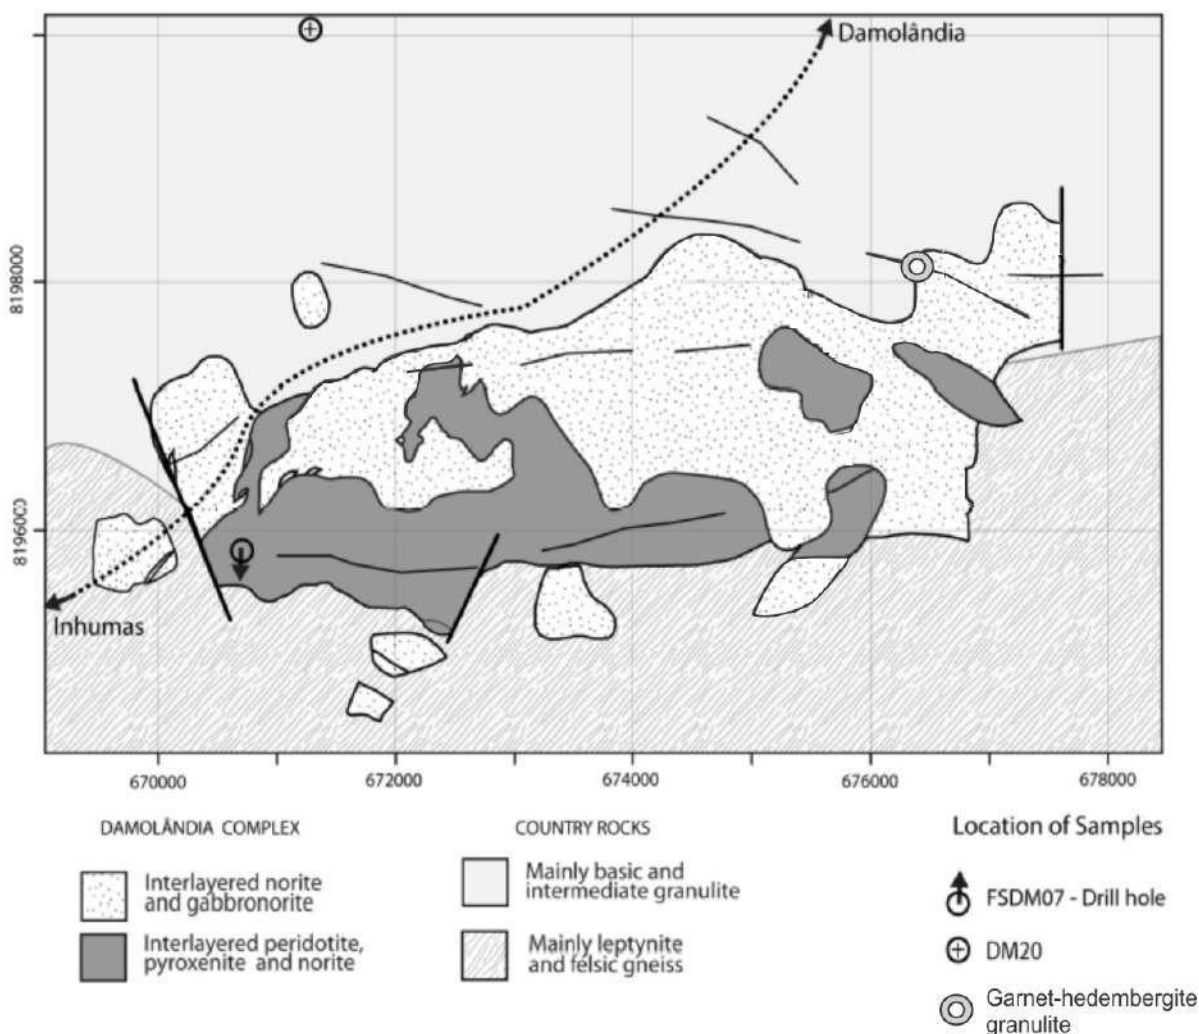 Damolândia
8198000
8196000
Inhumas
670000
672000
674000
676000
678000
DAMOLÂNDIA COMPLEX
Interlayered norite
and gabbronorite
Interlayered peridotite,
pyroxenite and norite
COUNTRY ROCKS
Mainly basic and
intermediate granulite
Mainly leptynite
and felsic gneiss
Location of Samples
FSDM07 - Drill hole
DM20
Garnet-hedembergite
granulite